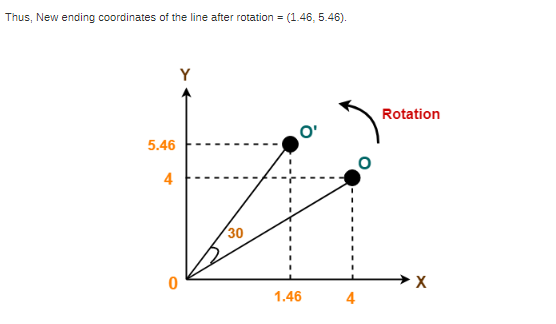 Thus, New ending coordinates of the line after rotation = (1.46, 5.46).
Y
Rotation
O'
5.46
O
4
30
0
X
1.46
4